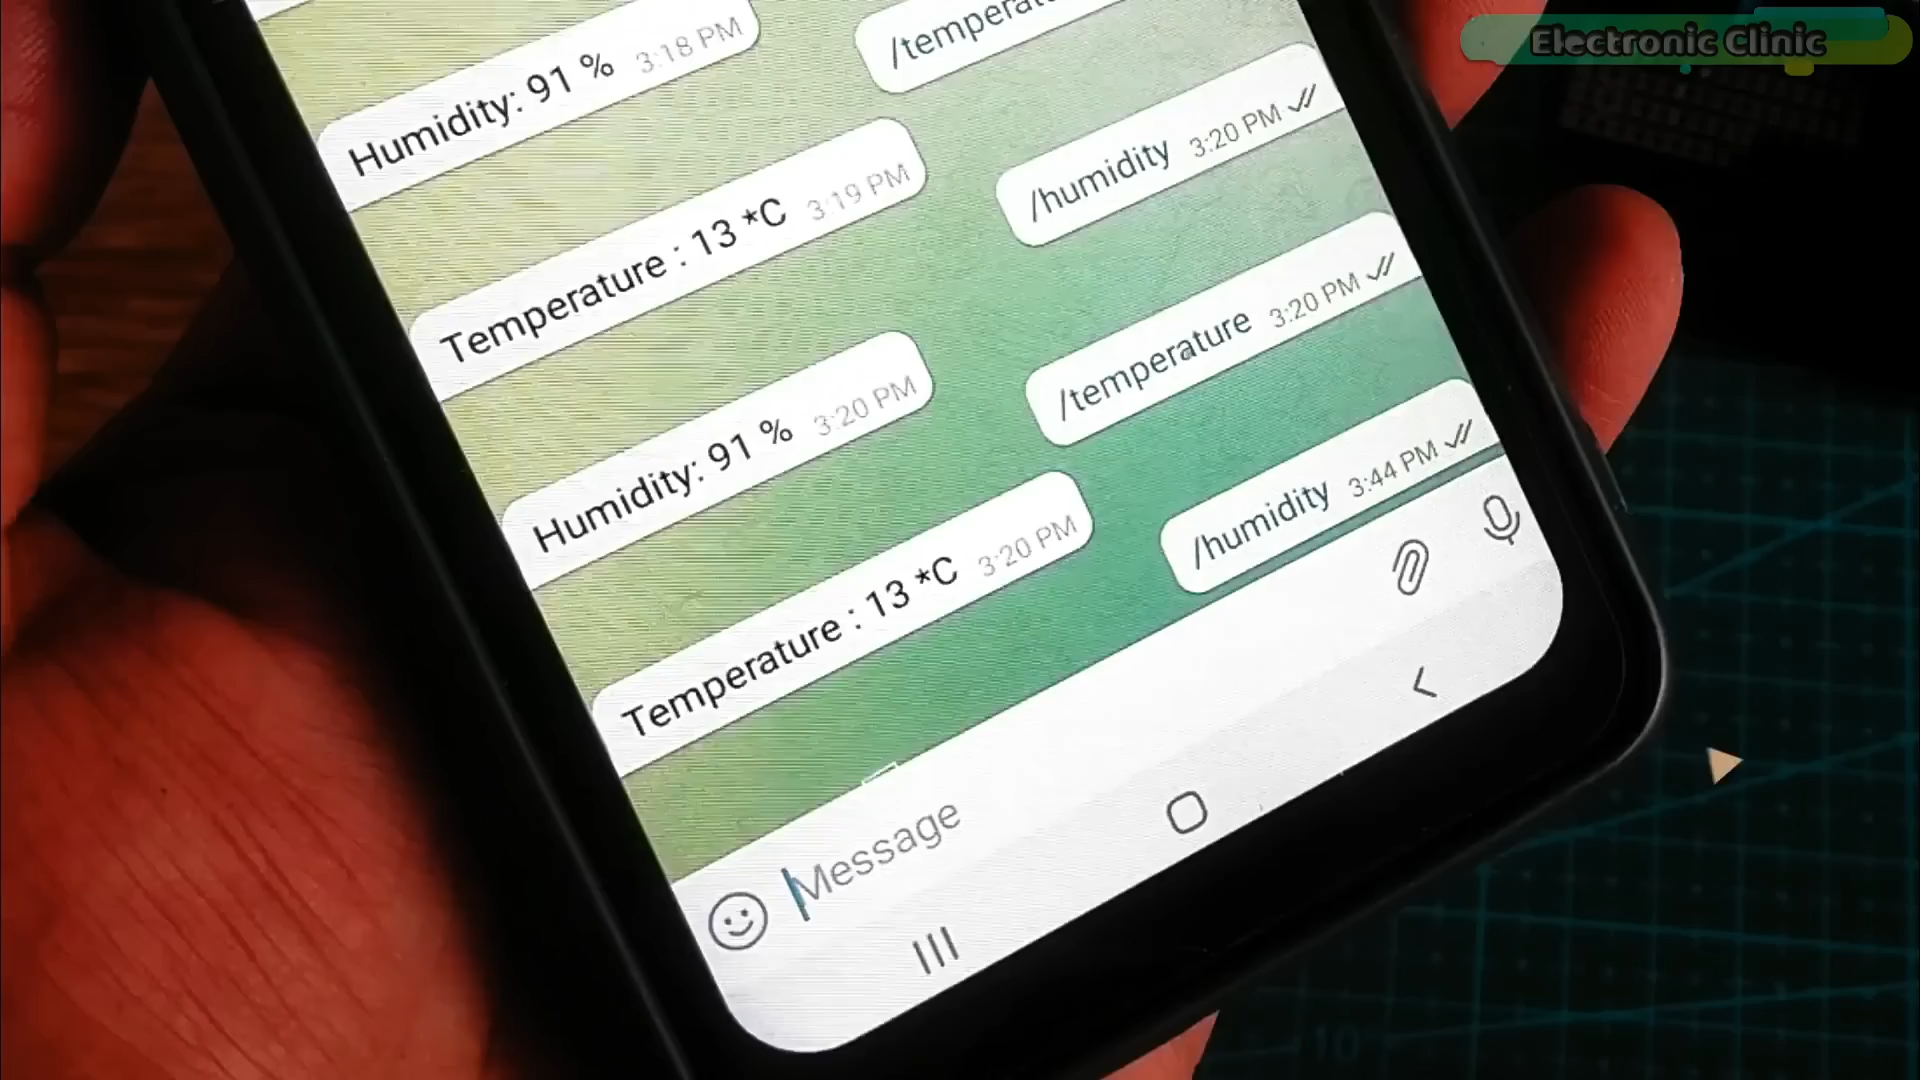 Electronic Clinic
Humidity: 91 % 3:18 PM
/temperat
Temperature : 13 *C 3:19 PM
/humidity 3:20 PM
Humidity: 91 % 3:20 PM
/temperature 3:20 PM
Temperature : 13 *C 3:20 PM
/humidity 3:44 PM
Message